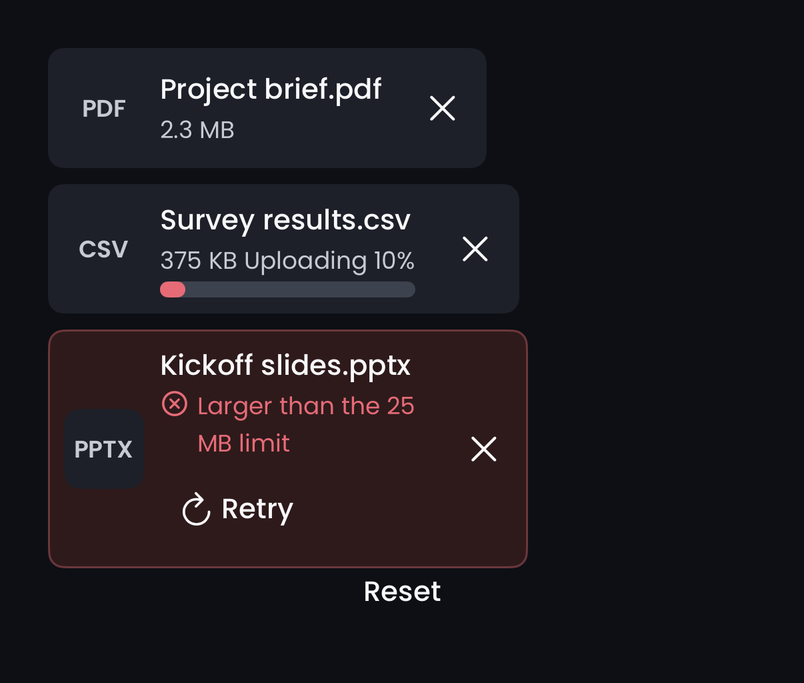 PDF
Project brief.pdf
2.3 MB
CSV
Survey results.csv
375 KB Uploading 10%
Kickoff slides.pptx
Larger than the 25
MB limit
PPTX
Retry
Reset